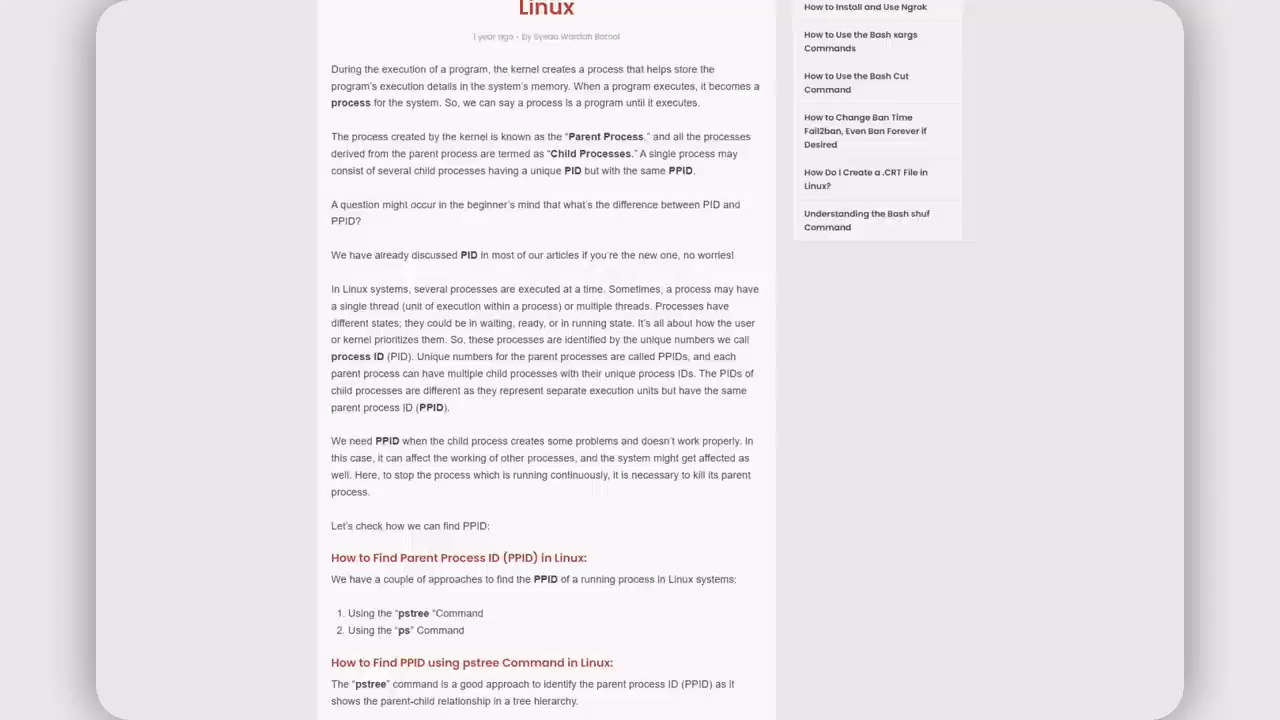 Linux
1 year ago • by Syeda Wardah Batool
During the execution of a program, the kernel creates a process that helps store the
program's execution details in the system's memory. When a program executes, it becomes a
process for the system. So, we can say a process is a program until it executes.
The process created by the kernel is known as the “Parent Process,” and all the processes
derived from the parent process are termed as “Child Processes.” A single process may
consist of several child processes having a unique PID but with the same PPID.
A question might occur in the beginner's mind that what's the difference between PID and
PPID?
We have already discussed PID in most of our articles if you're the new one, no worries!
In Linux systems, several processes are executed at a time. Sometimes, a process may have
a single thread (unit of execution within a process) or multiple threads. Processes have
different states; they could be in waiting, ready, or in running state. It's all about how the user
or kernel prioritizes them. So, these processes are identified by the unique numbers we call
process ID (PID). Unique numbers for the parent processes are called PPIDs, and each
parent process can have multiple child processes with their unique process IDs. The PIDs of
child processes are different as they represent separate execution units but have the same
parent process ID (PPID).
We need PPID when the child process creates some problems and doesn't work properly. In
this case, it can affect the working of other processes, and the system might get affected as
well. Here, to stop the process which is running continuously, it is necessary to kill its parent
process.
Let's check how we can find PPID:
How to Find Parent Process ID (PPID) in Linux:
We have a couple of approaches to find the PPID of a running process in Linux systems:
1. Using the “pstree “Command
2. Using the “ps” Command
How to Find PPID using pstree Command in Linux:
The “pstree” command is a good approach to identify the parent process ID (PPID) as it
shows the parent-child relationship in a tree hierarchy.
How to Install and Use Ngrok
How to Use the Bash xargs
Commands
How to Use the Bash Cut
Command
How to Change Ban Time
Fail2ban, Even Ban Forever if
Desired
How Do I Create a .CRT File in
Linux?
Understanding the Bash shuf
Command